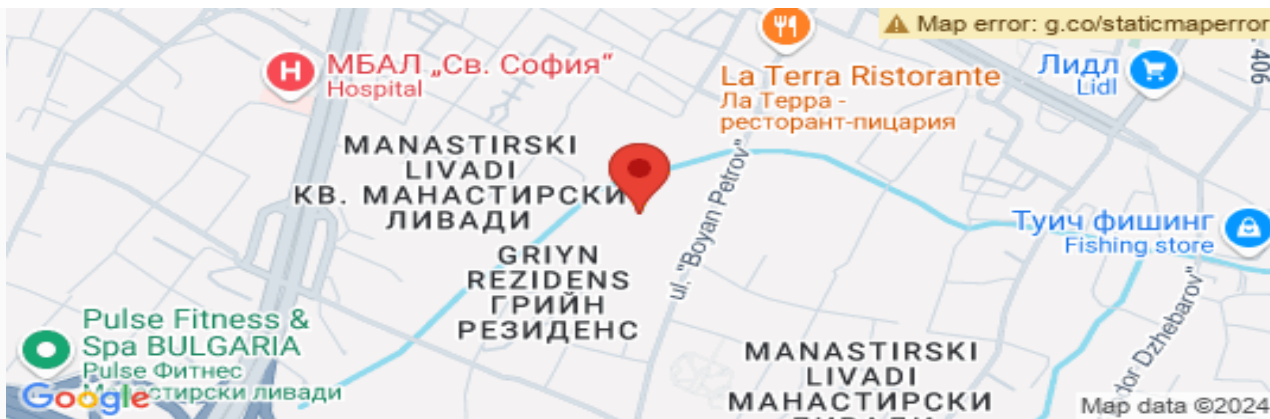 Map error: g.co/staticmaperror
МБАЛ „Св. София“
Hospital
La Terra Ristorante
Ла Терра -
ресторант-пицария
Лидл
Lidl
406
MANASTIRSKI
LIVADI
КВ. МАНАСТИРСКИ
ЛИВАДИ
ul. "Boyan Petrov"
GRIYN
REZIDENS
ГРИЙН
РЕЗИДЕНС
Туич фишинг
Fishing store
Pulse Fitness &
Spa BULGARIA
Pulse Фитнес
ливади
MANASTIRSKI
LIVADI
МАНАСТИРСКИ
Dzhebarov"
Google
Map data ©2024